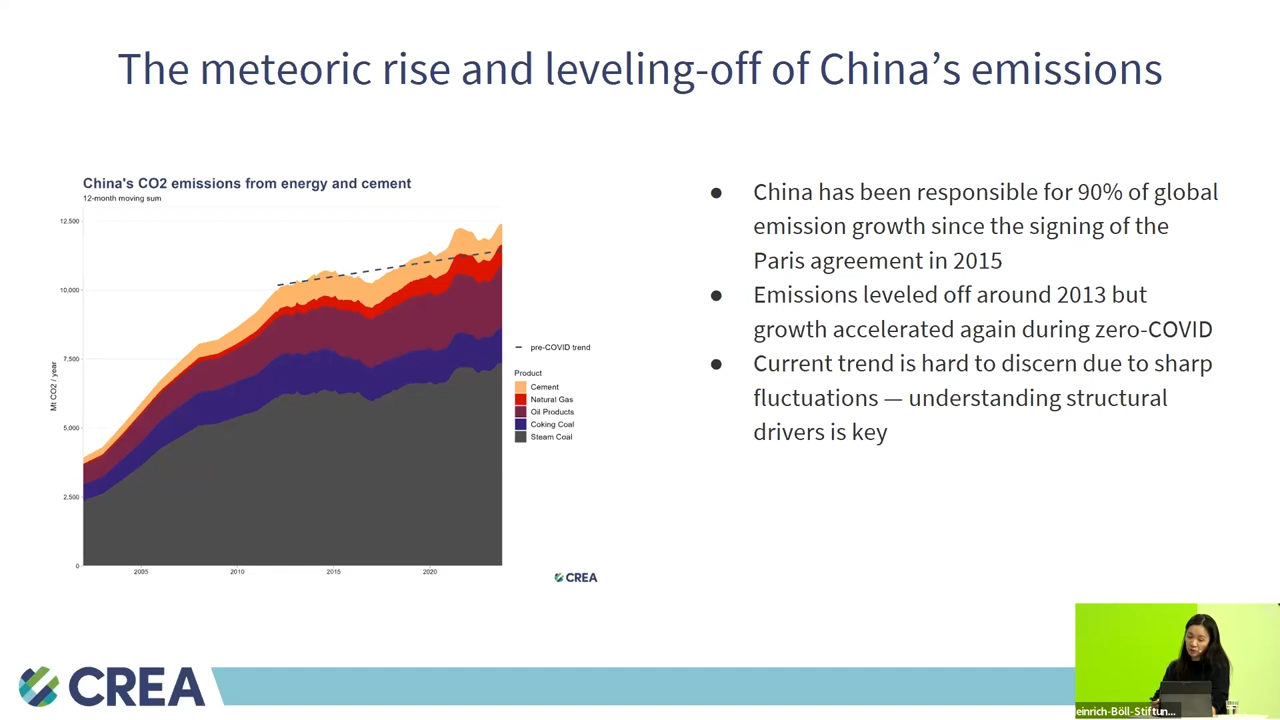 The meteoric rise and leveling-off of China's emissions
China's CO2 emissions from energy and cement
12-month moving sum
12.500
10,000
7,500
5,000
2,500
0
Mt CO2 / year
2005
2010
2015
2020
pre-COVID trend
Product
Cement
Natural Gas
Oil Products
Coking Coal
Steam Coal
CREA
● China has been responsible for 90% of global
emission growth since the signing of the
Paris agreement in 2015
● Emissions leveled off around 2013 but
growth accelerated again during zero-COVID
● Current trend is hard to discern due to sharp
fluctuations — understanding structural
drivers is key
CREA
einrich-Böll-Stiftun...